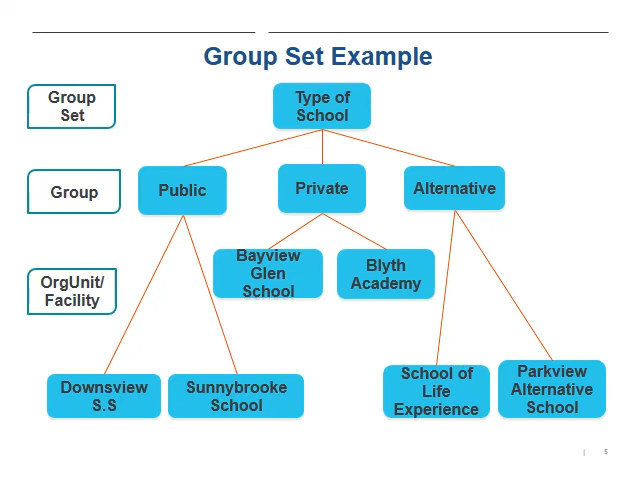 Group Set Example
Group
Set
Type of
School
Group
Public
Private
Alternative
OrgUnit/
Facility
Bayview
Glen
School
Blyth
Academy
Downsview
S.S
Sunnybrooke
School
School of
Life
Experience
Parkview
Alternative
School
| 5